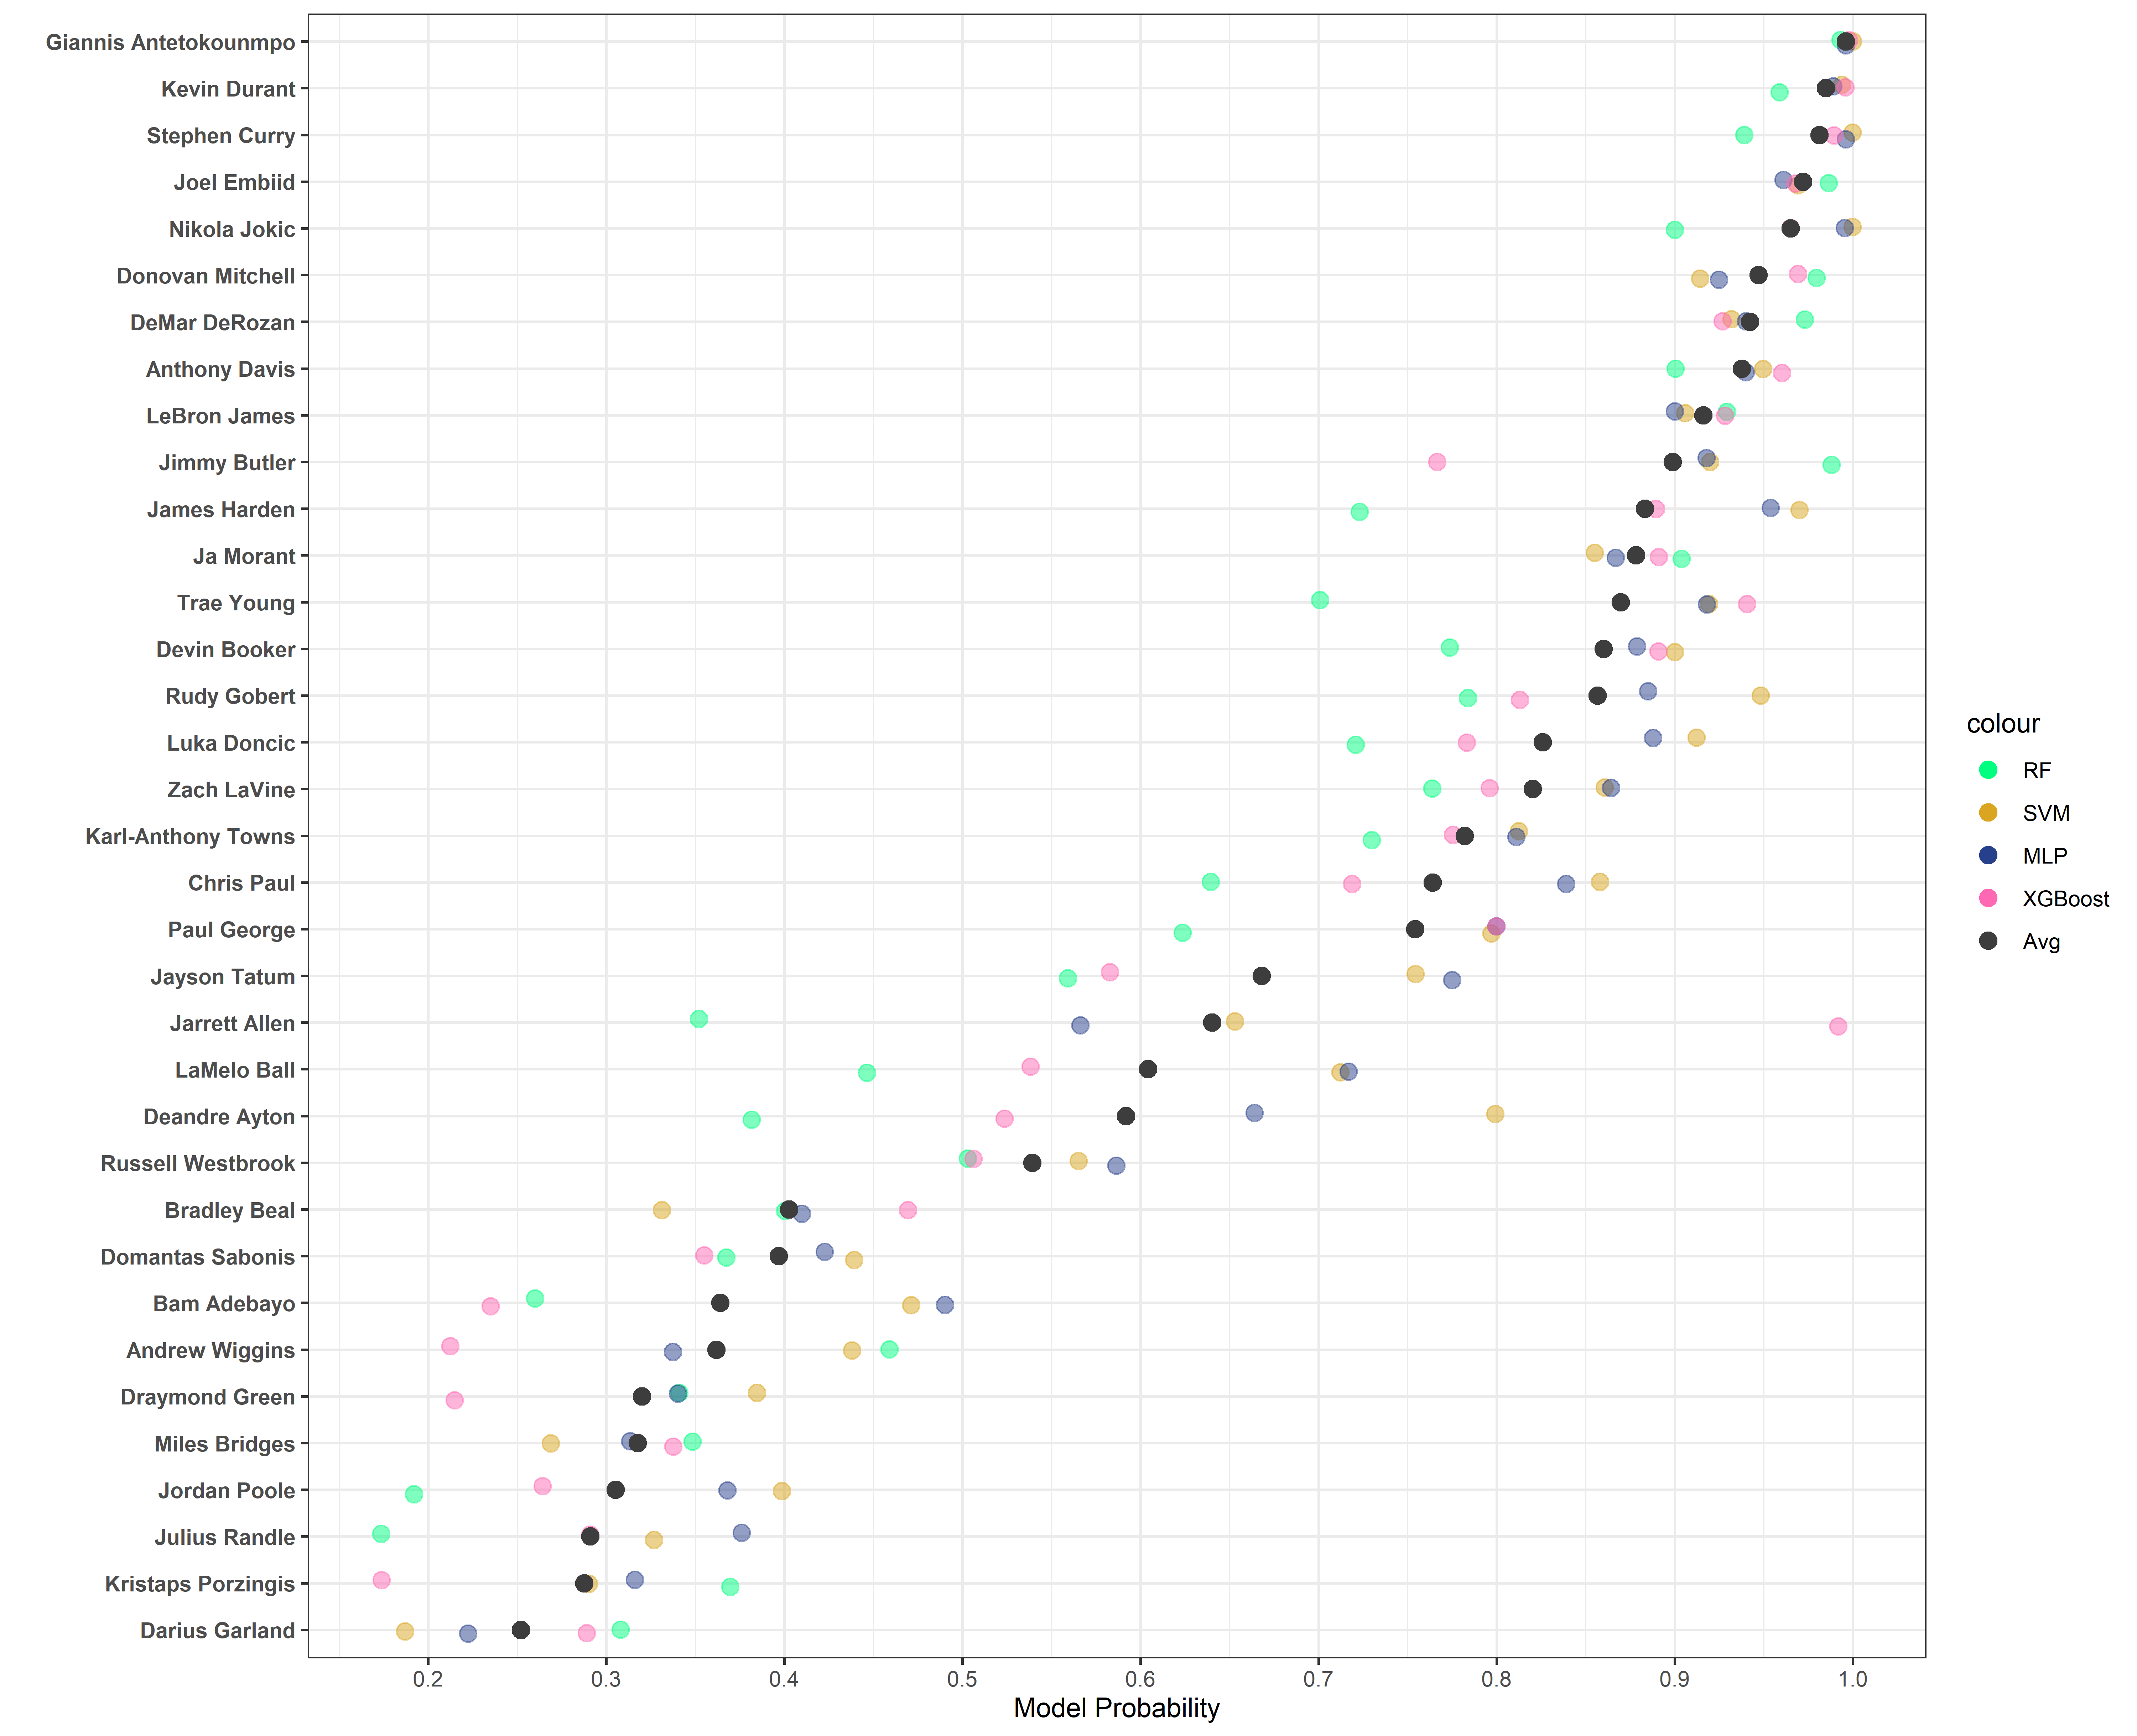 Giannis Antetokounmpo
Kevin Durant
Stephen Curry
Joel Embiid
Nikola Jokic
Donovan Mitchell
DeMar DeRozan
Anthony Davis
LeBron James
Jimmy Butler
James Harden
Ja Morant
Trae Young
Devin Booker
Rudy Gobert
Luka Doncic
Zach LaVine
Karl-Anthony Towns
Chris Paul
Paul George
Jayson Tatum
Jarrett Allen
LaMelo Ball
Deandre Ayton
Russell Westbrook
Bradley Beal
Domantas Sabonis
Bam Adebayo
Andrew Wiggins
Draymond Green
Miles Bridges
Jordan Poole
Julius Randle
Kristaps Porzingis
Darius Garland
0.2 0.3 0.4 0.5 0.6 0.7 0.8 0.9 1.0
Model Probability
colour
RF
SVM
MLP
XGBoost
Avg